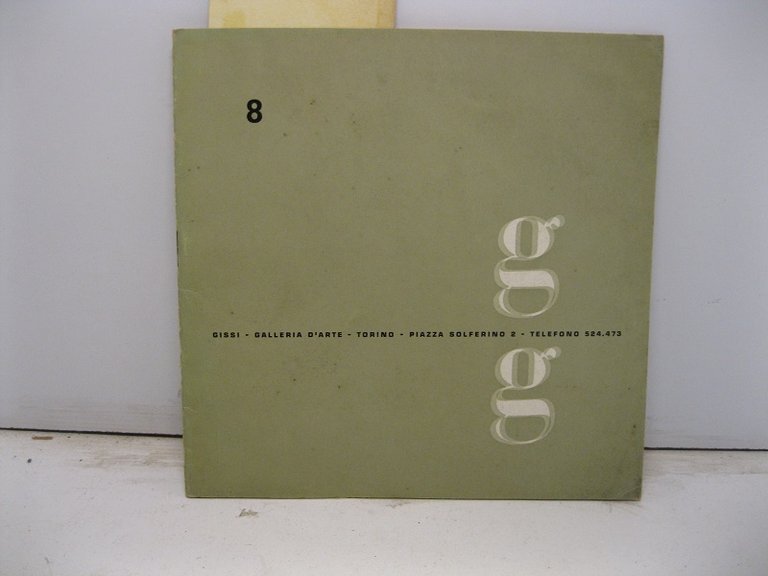 8
g
GISSI - GALLERIA D'ARTE - TORINO - PIAZZA SOLFERINO 2 - TELEFONO 524.473
g